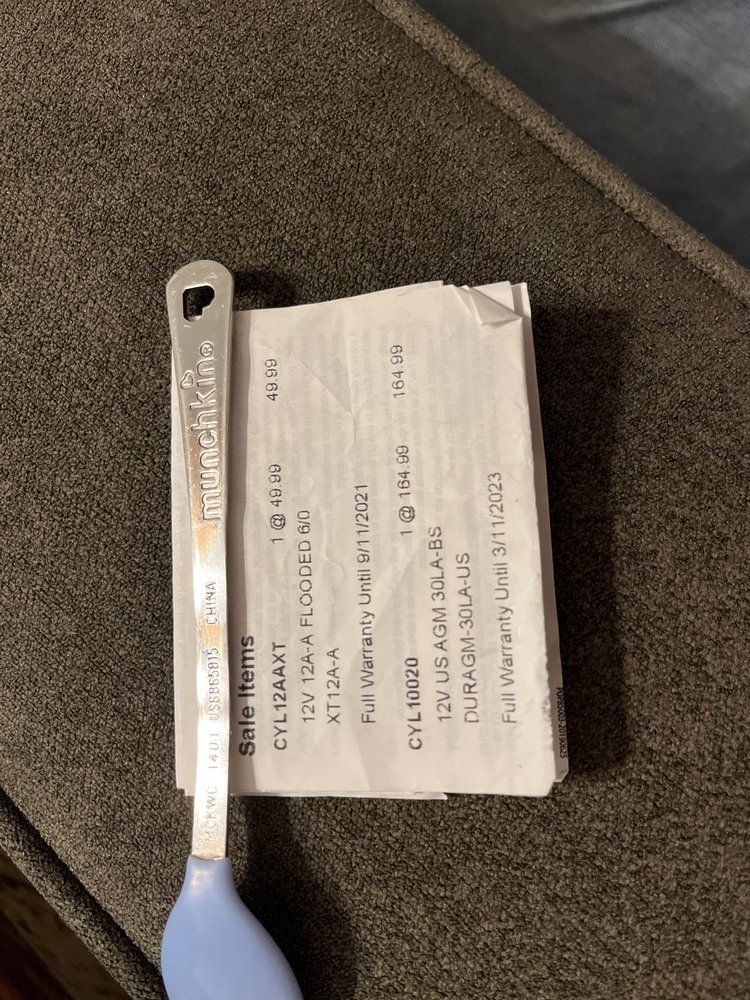 munchkin®
MCKWC 1401 US6865815 CHINA
Sale Items
CYL12AAXT 1 @ 49.99 49.99
12V 12A-A FLOODED 6/0
XT12A-A
Full Warranty Until 9/11/2021
CYL10020 1 @ 164.99 164.99
12V US AGM 30LA-BS
DURAGM-30LA-US
Full Warranty Until 3/11/2023